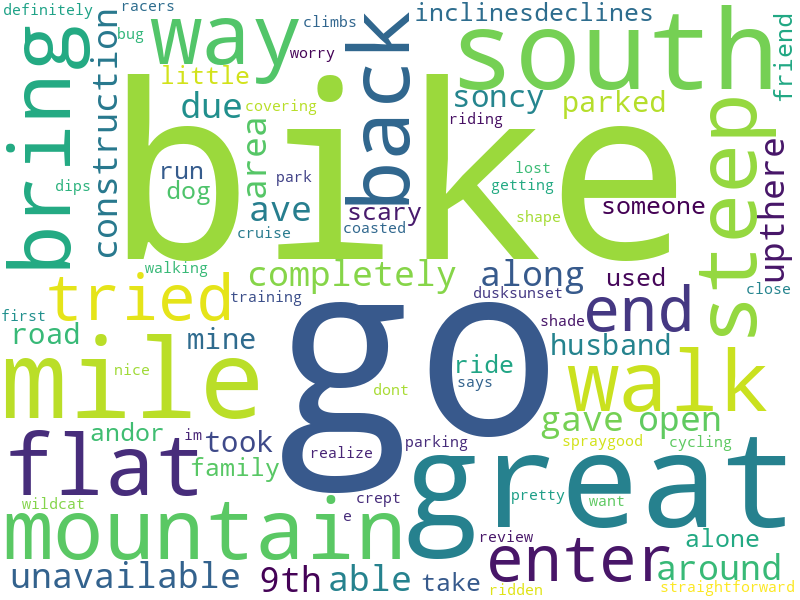 definitely
racers
bug
way
climbs
worry
back
inclinesdeclines
south
friend
bring
construction
little
due
covering
soncy
parked
riding
bike
area
run
dog
dips
park
ave
cruise
scary
coasted
lost
getting
shape
someone
steep
upthere
walking
completely
along
used
close
training
dusksunset
tried
first
road
mine
go
shade
end
husband
mile
nice
dont
ride
says
walk
andor
im
took
realize
parking
gave
open
spraygood
cycling
flat
family
wildcat
crept
e
great
pretty
want
mountain
review
enter
alone
around
unavailable
9th
able
take
ridden
straightforward